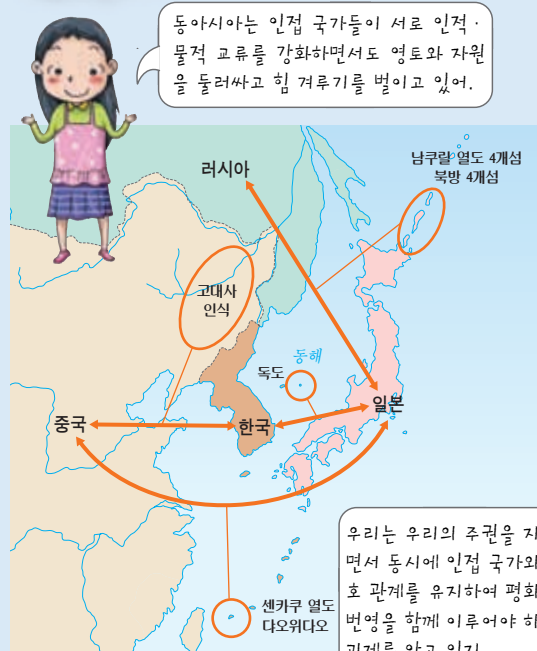 동아시아는 인접 국가들이 서로 인적·
물적 교류를 강화하면서도 영토와 자원
을 둘러싸고 힘 겨루기를 벌이고 있어.
러시아
남쿠릴 열도 4개섬
북방 4개섬
고대사
인식
동해
독도
일본
중국
한국
센카쿠 열도
댜오위다오
우리는 우리의 주권을 지
면서 동시에 인접 국가와
호 관계를 유지하여 평화
번영을 함께 이루어야 하